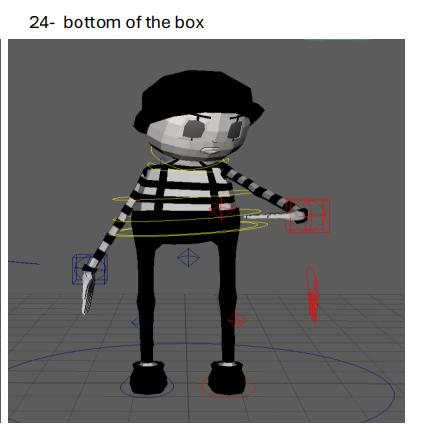 24- bottom of the box